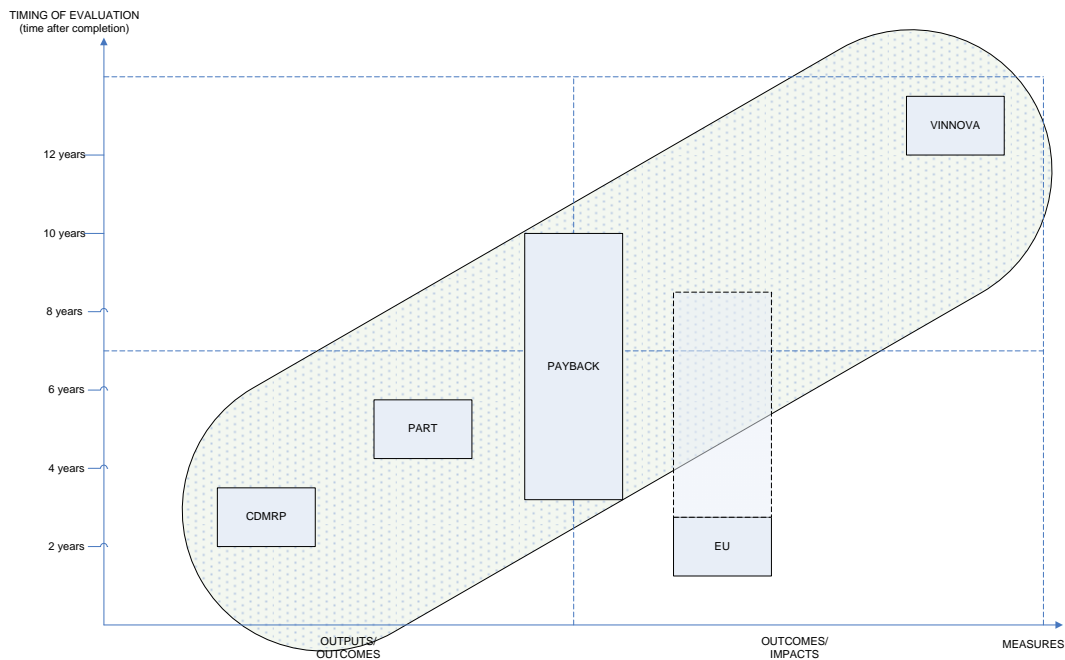 TIMING OF EVALUATION
(time after completion)
VINNOVA
12 years
10 years
8 years
PAYBACK
6 years
PART
4 years
CDMRP
2 years
EU
OUTPUTS/
OUTCOMES
OUTCOMES/
IMPACTS
MEASURES